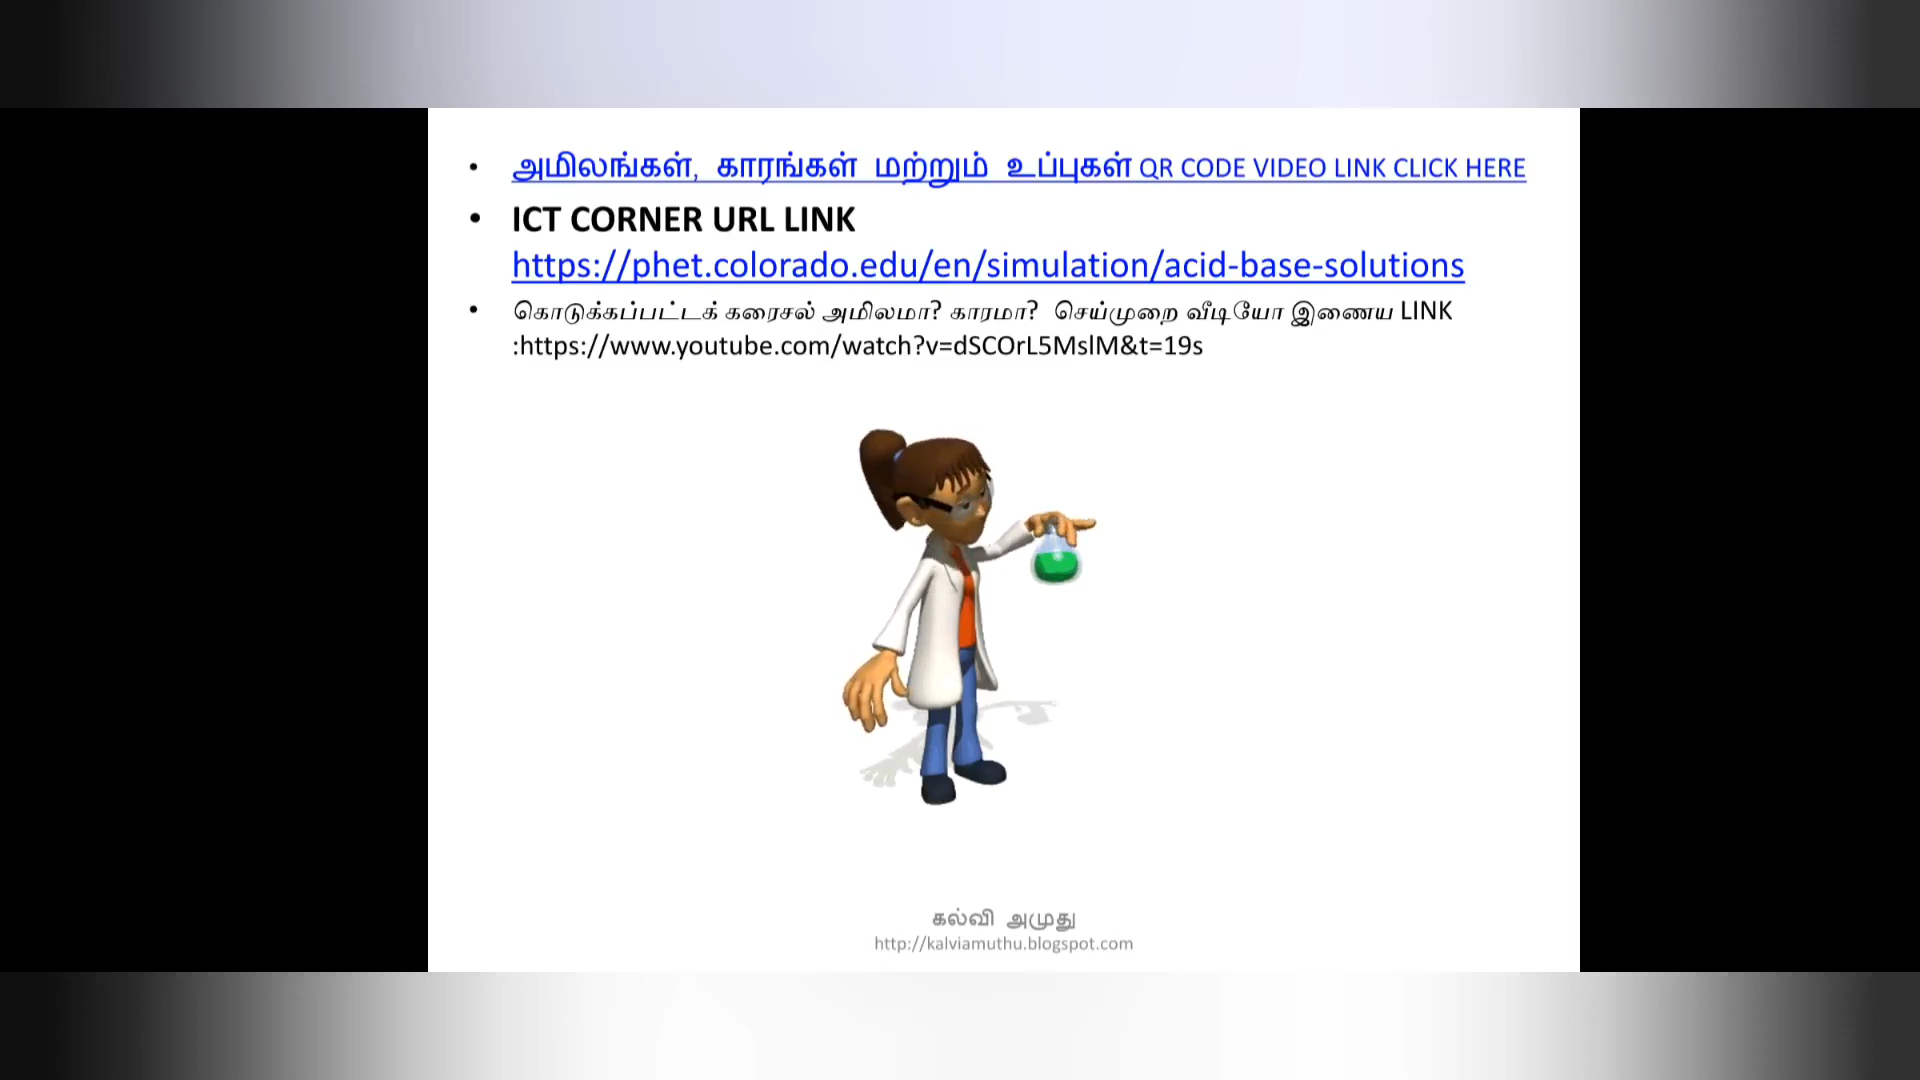 • அமிலங்கள், காரங்கள் மற்றும் உப்புகள் QR CODE VIDEO LINK CLICK HERE
• ICT CORNER URL LINK
https://phet.colorado.edu/en/simulation/acid-base-solutions
• கொடுக்கப்பட்டக் கரைசல் அமிலமா? காரமா? செய்முறை வீடியோ இணைய LINK
:https://www.youtube.com/watch?v=dSCOrL5MslM&t=19s
கல்வி அமுது
http://kalviamuthu.blogspot.com